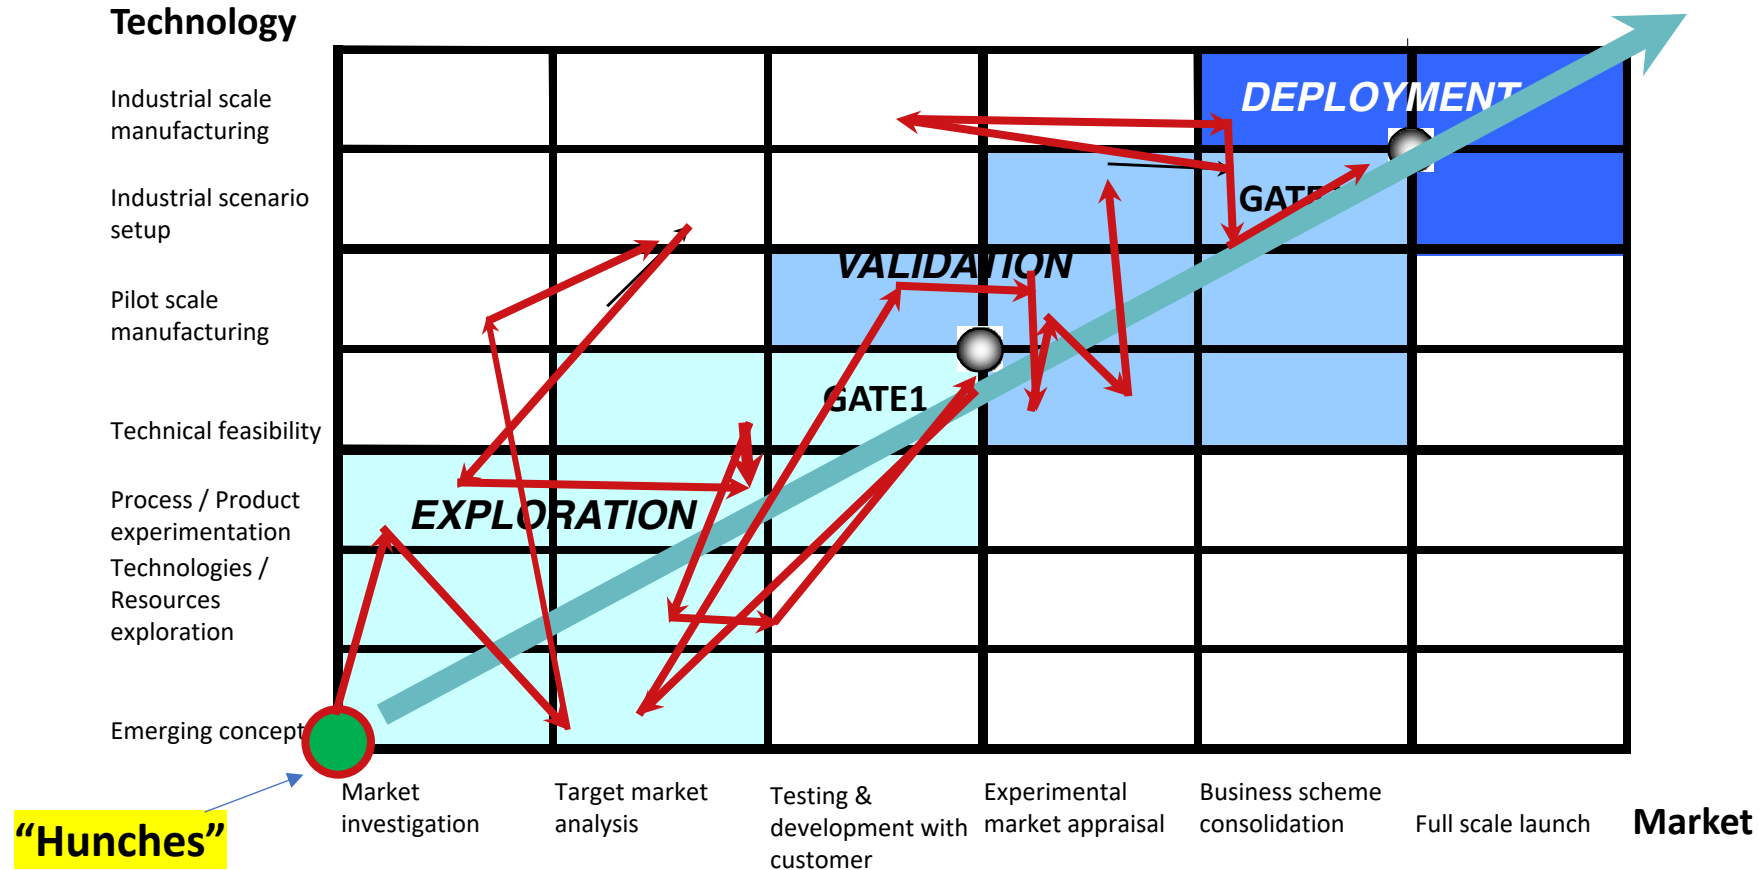 Technology
Industrial scale
manufacturing
DEPLOYMENT
Industrial scenario
setup
VALIDATION
Pilot scale
manufacturing
GATE1
Technical feasibility
Process / Product
experimentation
EXPLORATION
Technologies /
Resources
exploration
Emerging concept
Market
investigation
Target market
analysis
Testing &
development with
customer
Experimental
market appraisal
Business scheme
consolidation
Full scale launch
Market
“Hunches”